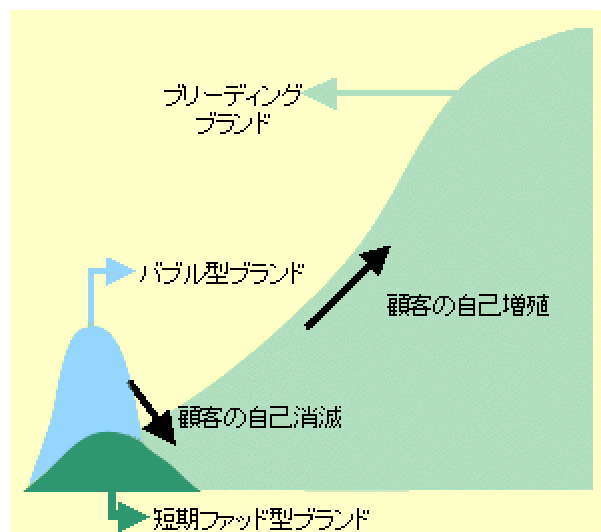 ブリーディング
ブランド
バブル型ブランド
顧客の自己増殖
顧客の自己消滅
短期ファッド型ブランド